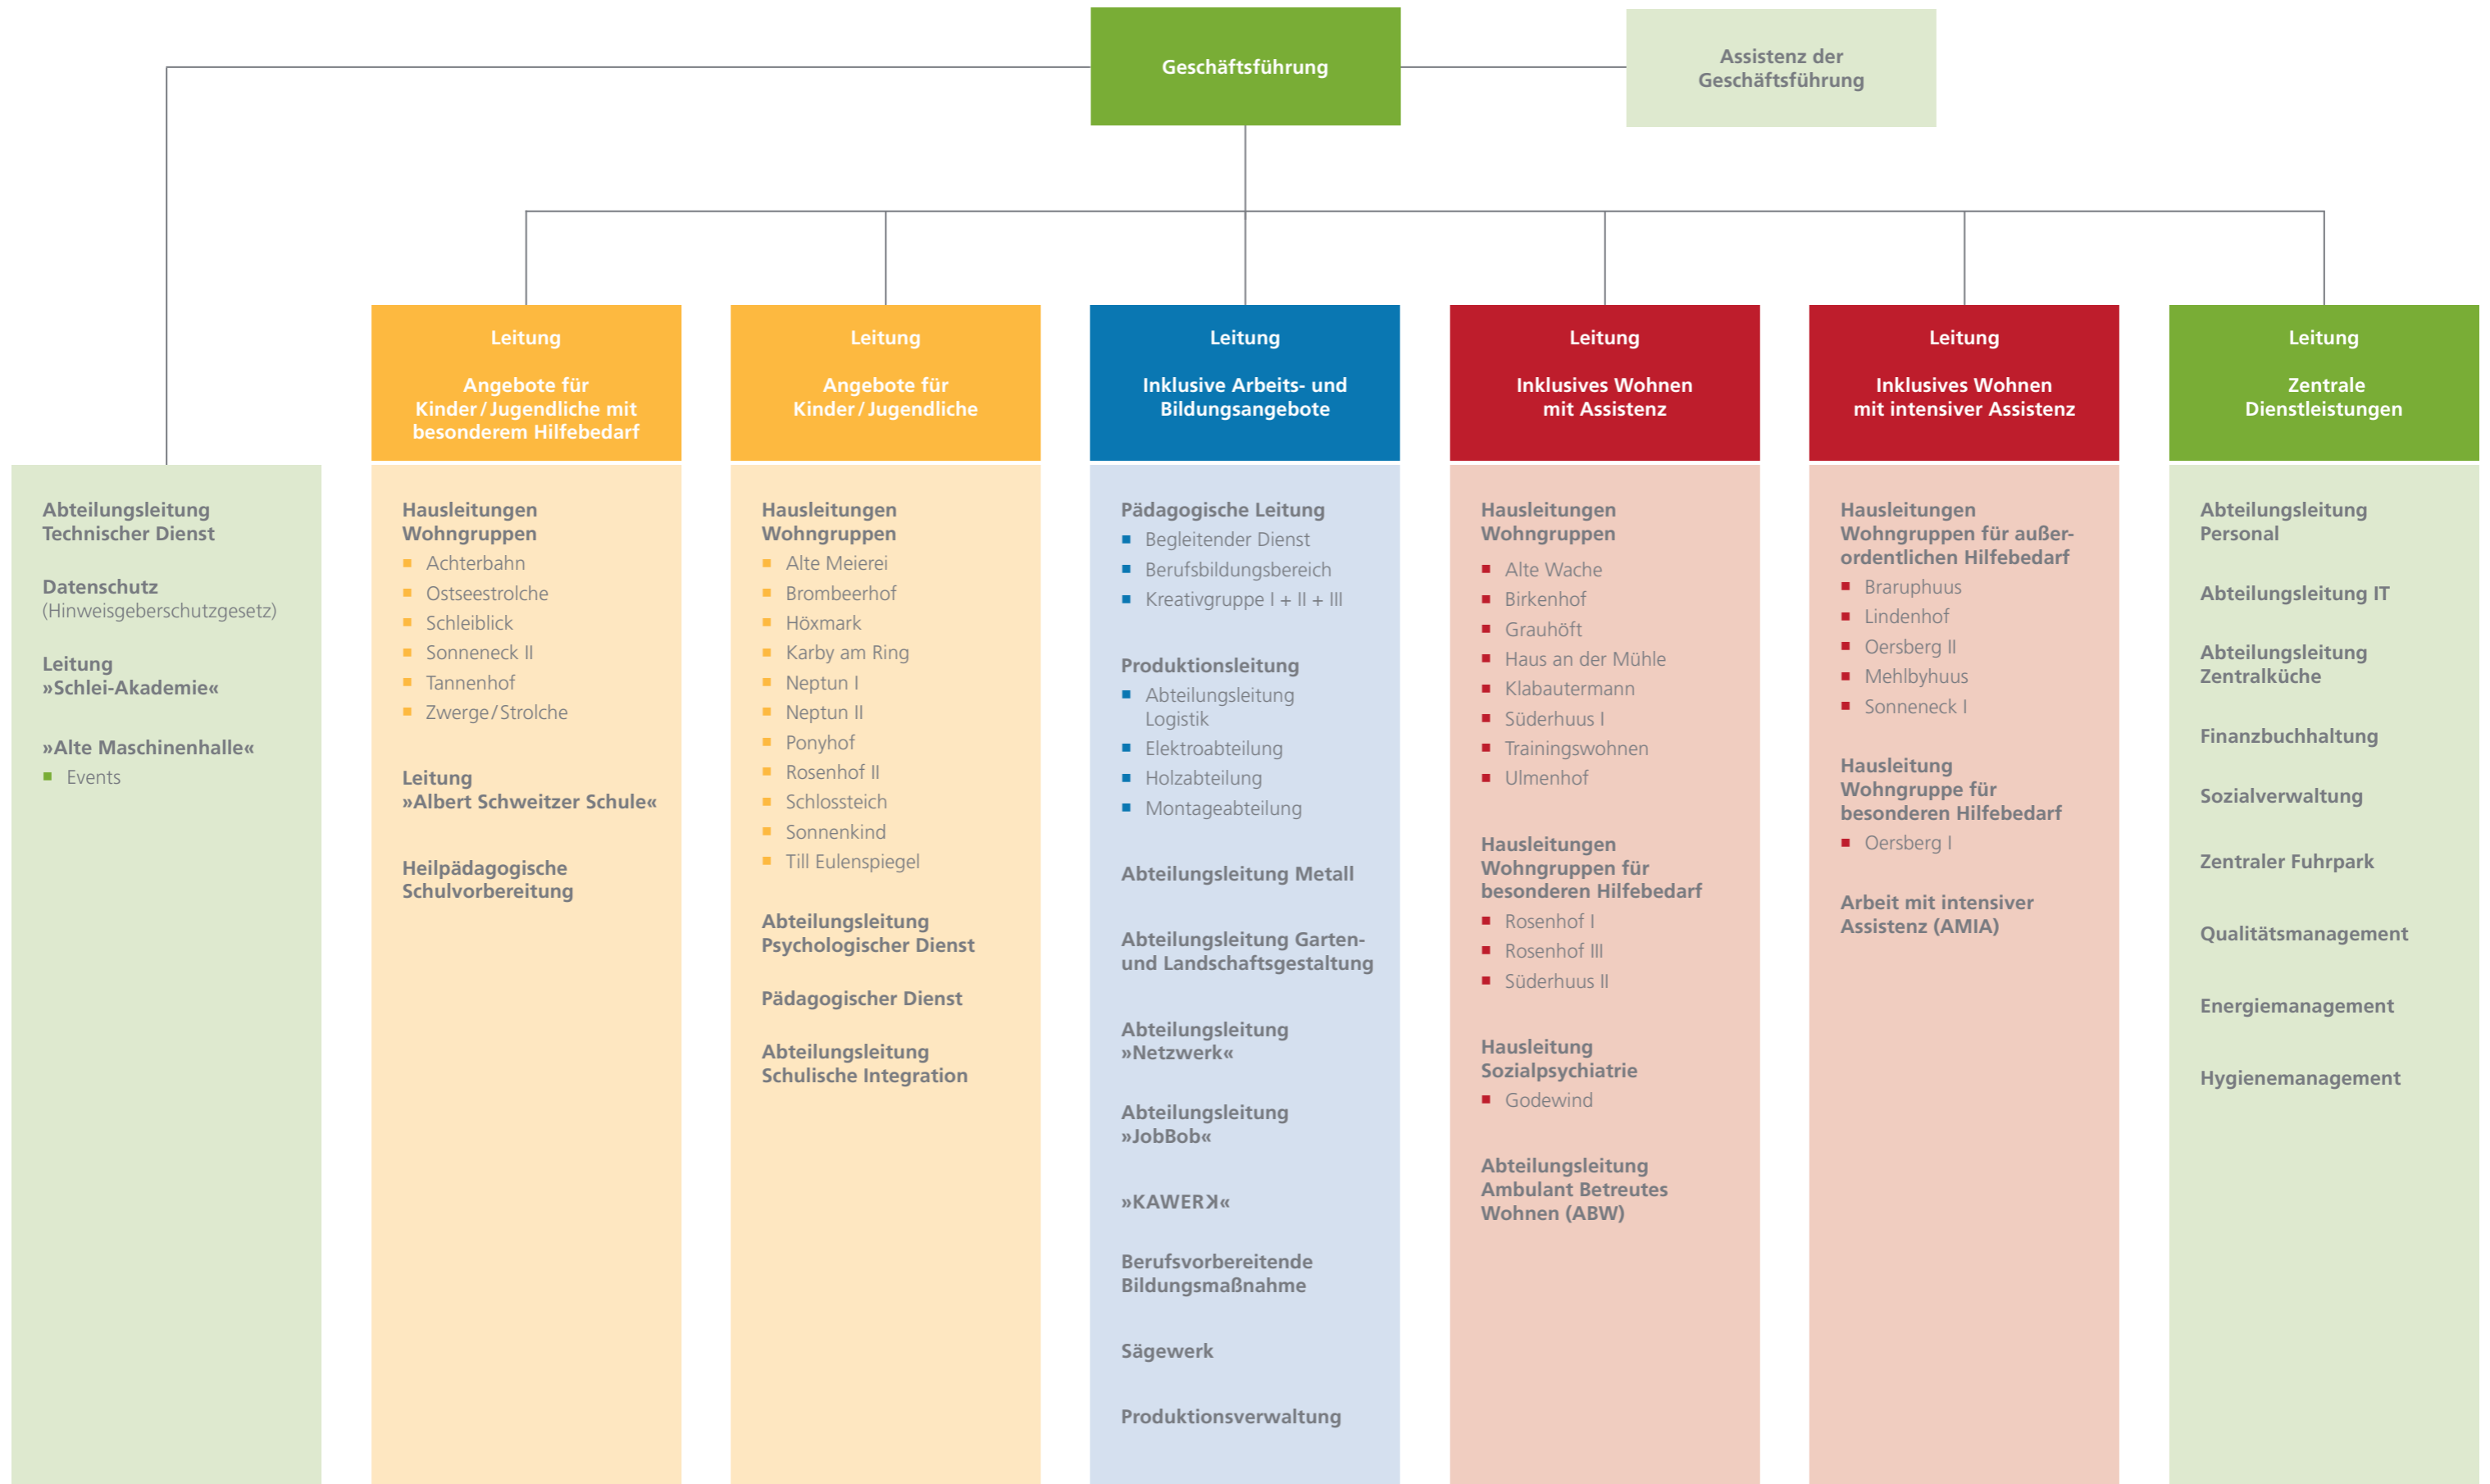 Geschäftsführung
Assistenz der
Geschäftsführung
Abteilungsleitung
Technischer Dienst
Datenschutz
(Hinweisgeberschutzgesetz)
Leitung
»Schlei-Akademie«
»Alte Maschinenhalle«
■ Events
Leitung
Angebote für
Kinder / Jugendliche mit
besonderem Hilfebedarf
Hausleitungen
Wohngruppen
■ Achterbahn
■ Ostseestrolche
■ Schleiblick
■ Sonneneck II
■ Tannenhof
■ Zwerge / Strolche
Leitung
»Albert Schweitzer Schule«
Heilpädagogische
Schulvorbereitung
Leitung
Angebote für
Kinder / Jugendliche
Hausleitungen
Wohngruppen
■ Alte Meierei
■ Brombeerhof
■ Höxmark
■ Karby am Ring
■ Neptun I
■ Neptun II
■ Ponyhof
■ Rosenhof II
■ Schlossteich
■ Sonnenkind
■ Till Eulenspiegel
Abteilungsleitung
Psychologischer Dienst
Pädagogischer Dienst
Abteilungsleitung
Schulische Integration
Leitung
Inklusive Arbeits- und
Bildungsangebote
Pädagogische Leitung
■ Begleitender Dienst
■ Berufsbildungsbereich
■ Kreativgruppe I + II + III
Produktionsleitung
■ Abteilungsleitung
Logistik
■ Elektroabteilung
■ Holzabteilung
■ Montageabteilung
Abteilungsleitung Metall
Abteilungsleitung Garten-
und Landschaftsgestaltung
Abteilungsleitung
»Netzwerk«
Abteilungsleitung
»JobBob«
»KAWERK«
Berufsvorbereitende
Bildungsmaßnahme
Sägewerk
Produktionsverwaltung
Leitung
Inklusives Wohnen
mit Assistenz
Hausleitungen
Wohngruppen
■ Alte Wache
■ Birkenhof
■ Grauhöft
■ Haus an der Mühle
■ Klabautermann
■ Süderhuus I
■ Trainingswohnen
■ Ulmenhof
Hausleitungen
Wohngruppen für
besonderen Hilfebedarf
■ Rosenhof I
■ Rosenhof III
■ Süderhuus II
Hausleitung
Sozialpsychiatrie
■ Godewind
Abteilungsleitung
Ambulant Betreutes
Wohnen (ABW)
Leitung
Inklusives Wohnen
mit intensiver Assistenz
Hausleitungen
Wohngruppen für außer-
ordentlichen Hilfebedarf
■ Braruphuus
■ Lindenhof
■ Oersberg II
■ Mehlbyhuus
■ Sonneneck I
Hausleitung
Wohngruppe für
besonderen Hilfebedarf
■ Oersberg I
Arbeit mit intensiver
Assistenz (AMIA)
Leitung
Zentrale
Dienstleistungen
Abteilungsleitung
Personal
Abteilungsleitung IT
Abteilungsleitung
Zentralküche
Finanzbuchhaltung
Sozialverwaltung
Zentraler Fuhrpark
Qualitätsmanagement
Energiemanagement
Hygienemanagement